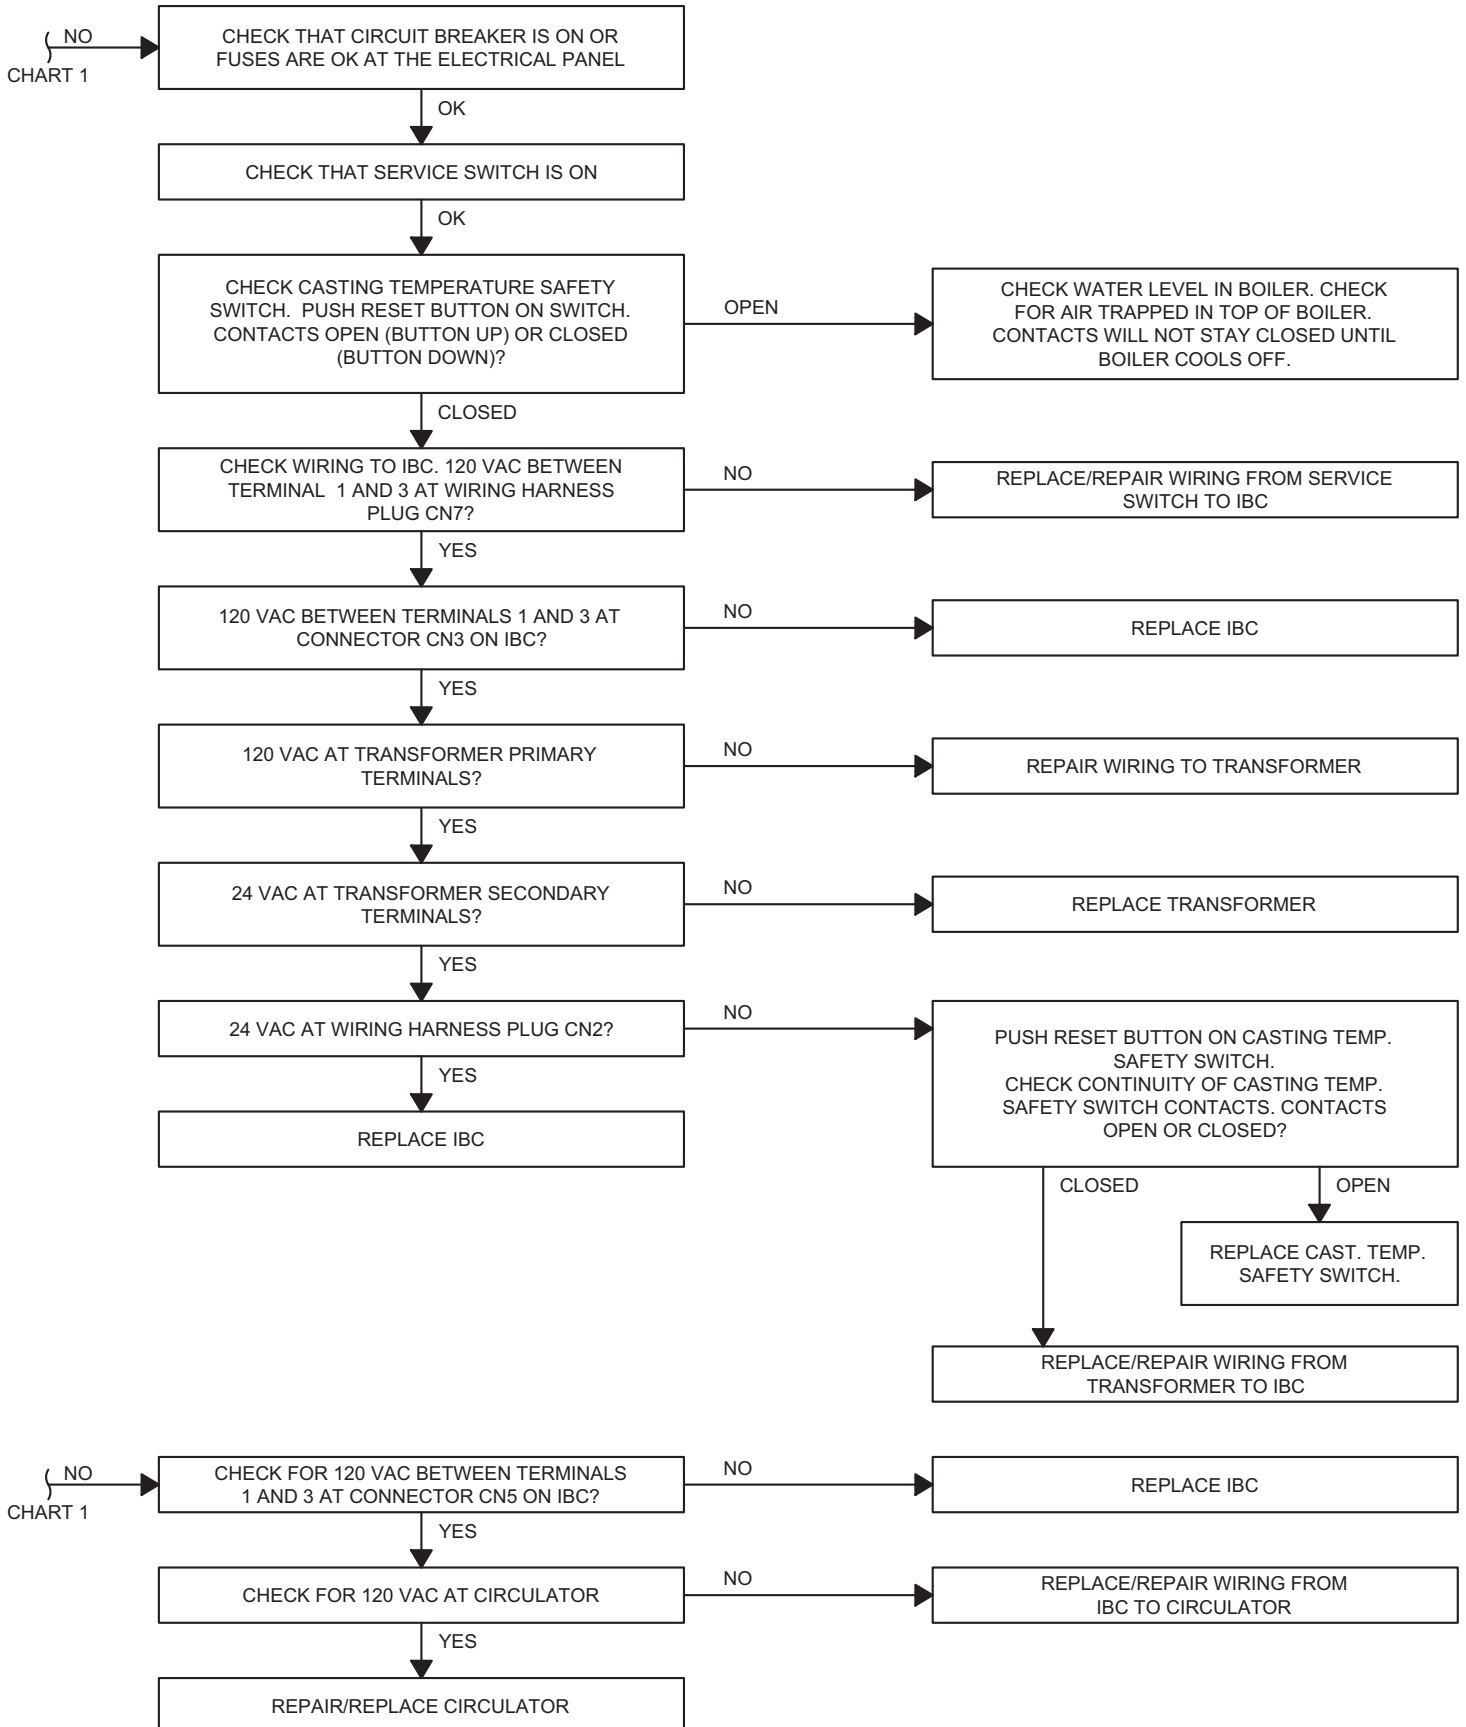 NO
CHART 1
CHECK THAT CIRCUIT BREAKER IS ON OR
FUSES ARE OK AT THE ELECTRICAL PANEL
OK
CHECK THAT SERVICE SWITCH IS ON
OK
CHECK CASTING TEMPERATURE SAFETY
SWITCH. PUSH RESET BUTTON ON SWITCH.
CONTACTS OPEN (BUTTON UP) OR CLOSED
(BUTTON DOWN)?
OPEN
CHECK WATER LEVEL IN BOILER. CHECK
FOR AIR TRAPPED IN TOP OF BOILER.
CONTACTS WILL NOT STAY CLOSED UNTIL
BOILER COOLS OFF.
CLOSED
CHECK WIRING TO IBC. 120 VAC BETWEEN
TERMINAL 1 AND 3 AT WIRING HARNESS
PLUG CN7?
NO
REPLACE/REPAIR WIRING FROM SERVICE
SWITCH TO IBC
YES
120 VAC BETWEEN TERMINALS 1 AND 3 AT
CONNECTOR CN3 ON IBC?
NO
REPLACE IBC
YES
120 VAC AT TRANSFORMER PRIMARY
TERMINALS?
NO
REPAIR WIRING TO TRANSFORMER
YES
24 VAC AT TRANSFORMER SECONDARY
TERMINALS?
NO
REPLACE TRANSFORMER
YES
24 VAC AT WIRING HARNESS PLUG CN2?
NO
PUSH RESET BUTTON ON CASTING TEMP.
SAFETY SWITCH.
CHECK CONTINUITY OF CASTING TEMP.
SAFETY SWITCH CONTACTS. CONTACTS
OPEN OR CLOSED?
YES
REPLACE IBC
CLOSED
OPEN
REPLACE CAST. TEMP.
SAFETY SWITCH.
REPLACE/REPAIR WIRING FROM
TRANSFORMER TO IBC
NO
CHART 1
CHECK FOR 120 VAC BETWEEN TERMINALS
1 AND 3 AT CONNECTOR CN5 ON IBC?
NO
REPLACE IBC
YES
CHECK FOR 120 VAC AT CIRCULATOR
NO
REPLACE/REPAIR WIRING FROM
IBC TO CIRCULATOR
YES
REPAIR/REPLACE CIRCULATOR